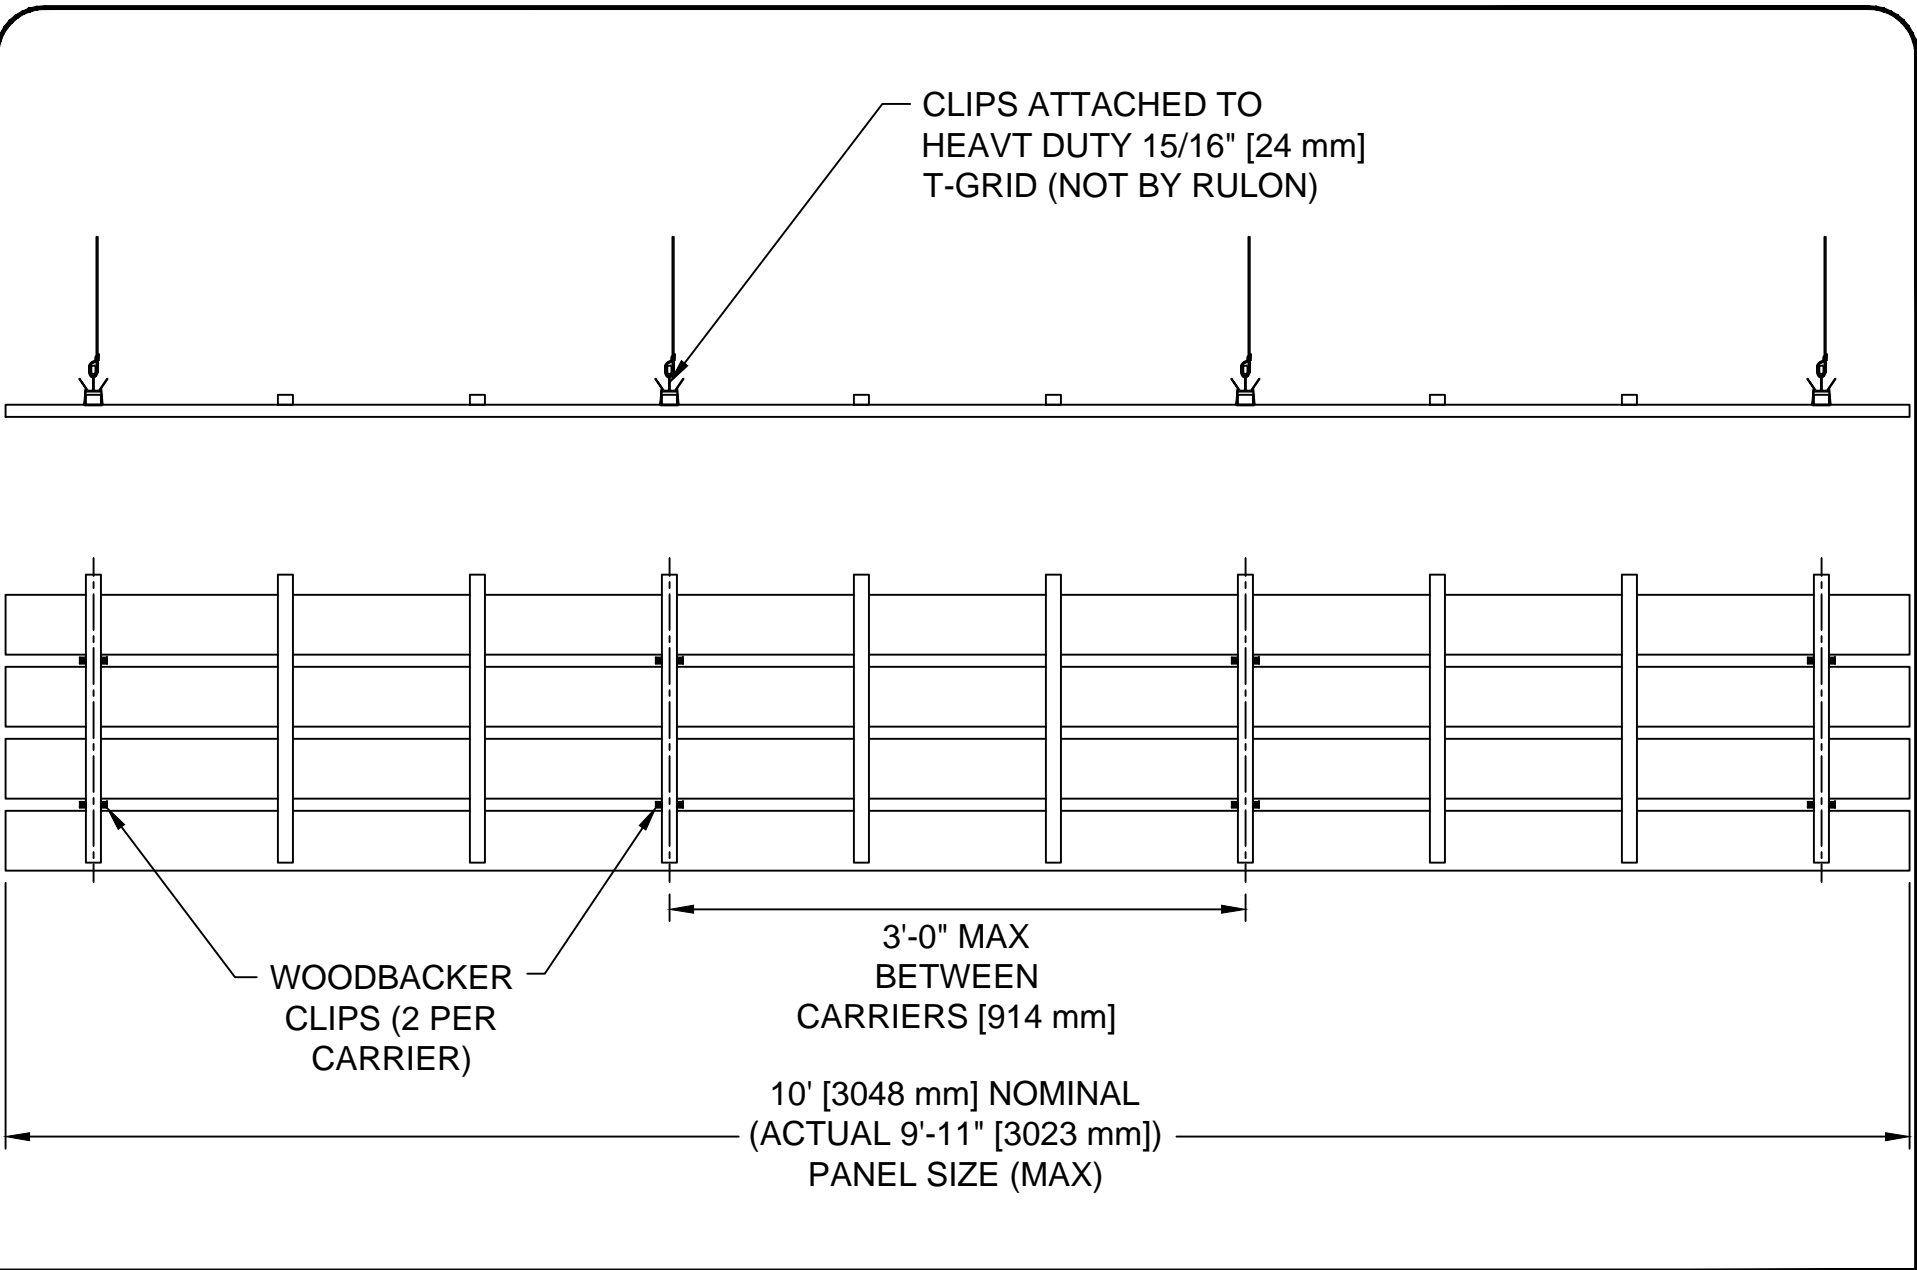 CLIPS ATTACHED TO
HEAVT DUTY 15/16" [24 mm]
T-GRID (NOT BY RULON)
WOODBACKER
CLIPS (2 PER
CARRIER)
3'-0" MAX
BETWEEN
CARRIERS [914 mm]
10' [3048 mm] NOMINAL
(ACTUAL 9'-11" [3023 mm])
PANEL SIZE (MAX)